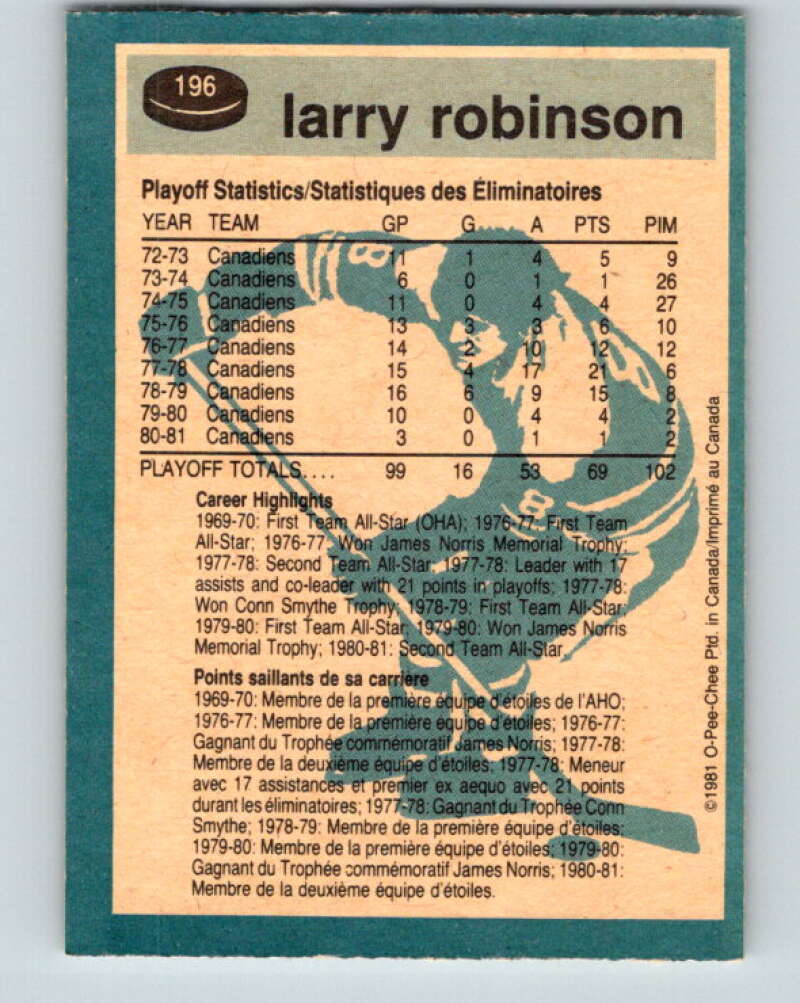 196
larry robinson
Playoff Statistics/Statistiques des Éliminatoires
YEAR TEAM GP G A PTS PIM
72-73 Canadiens 11 1 4 5 9
73-74 Canadiens 6 0 1 1 26
74-75 Canadiens 11 0 4 4 27
75-76 Canadiens 13 3 3 6 10
76-77 Canadiens 14 2 10 12 12
77-78 Canadiens 15 4 17 21 6
78-79 Canadiens 16 6 9 15 8
79-80 Canadiens 10 0 4 4 2
80-81 Canadiens 3 0 1 1 2
PLAYOFF TOTALS.... 99 16 53 69 102
Career Highlights
1969-70: First Team All-Star (OHA); 1976-77: First Team
All-Star; 1976-77: Won James Norris Memorial Trophy;
1977-78: Second Team All-Star; 1977-78: Leader with 17
assists and co-leader with 21 points in playoffs; 1977-78:
Won Conn Smythe Trophy; 1978-79: First Team All-Star;
1979-80: First Team All-Star; 1979-80: Won James Norris
Memorial Trophy; 1980-81: Second Team All-Star.
Points saillants de sa carrière
1969-70: Membre de la première équipe d'étoiles de l'AHO;
1976-77: Membre de la première équipe d'étoiles; 1976-77:
Gagnant du Trophée commémoratif James Norris; 1977-78:
Membre de la deuxième équipe d'étoiles; 1977-78: Meneur
avec 17 assistances et premier ex aequo avec 21 points
durant les éliminatoires; 1977-78: Gagnant du Trophée Conn
Smythe; 1978-79: Membre de la première équipe d'étoiles;
1979-80: Membre de la première équipe d'étoiles; 1979-80:
Gagnant du Trophée commémoratif James Norris; 1980-81:
Membre de la deuxième équipe d'étoiles.
©1981 O-Pee-Chee Ptd. in Canada/Imprimé au Canada
8
8